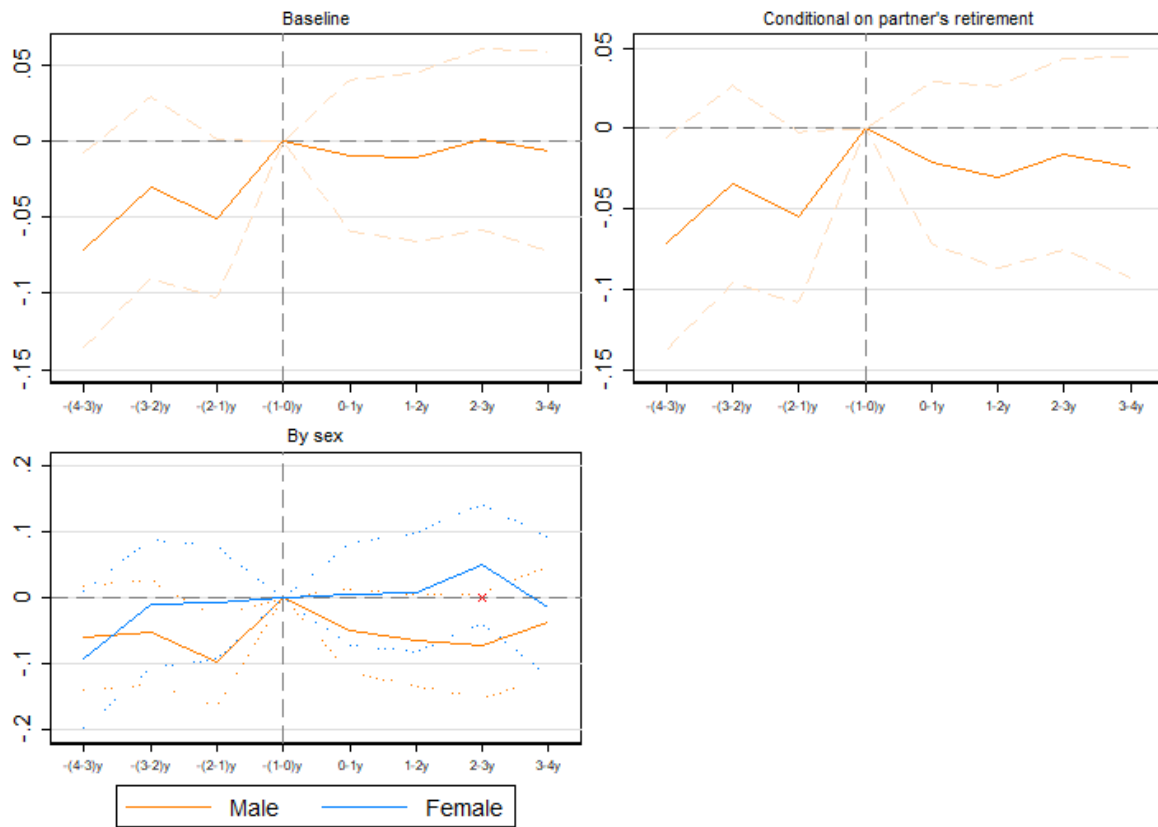 Baseline
.05
0
-.05
-.1
-.15
-(4-3)y -(3-2)y -(2-1)y -(1-0)y 0-1y 1-2y 2-3y 3-4y
Conditional on partner's retirement
.05
0
-.05
-.1
-.15
-(4-3)y -(3-2)y -(2-1)y -(1-0)y 0-1y 1-2y 2-3y 3-4y
By sex
.2
.1
0
-.1
-.2
-(4-3)y -(3-2)y -(2-1)y -(1-0)y 0-1y 1-2y 2-3y 3-4y
Male Female